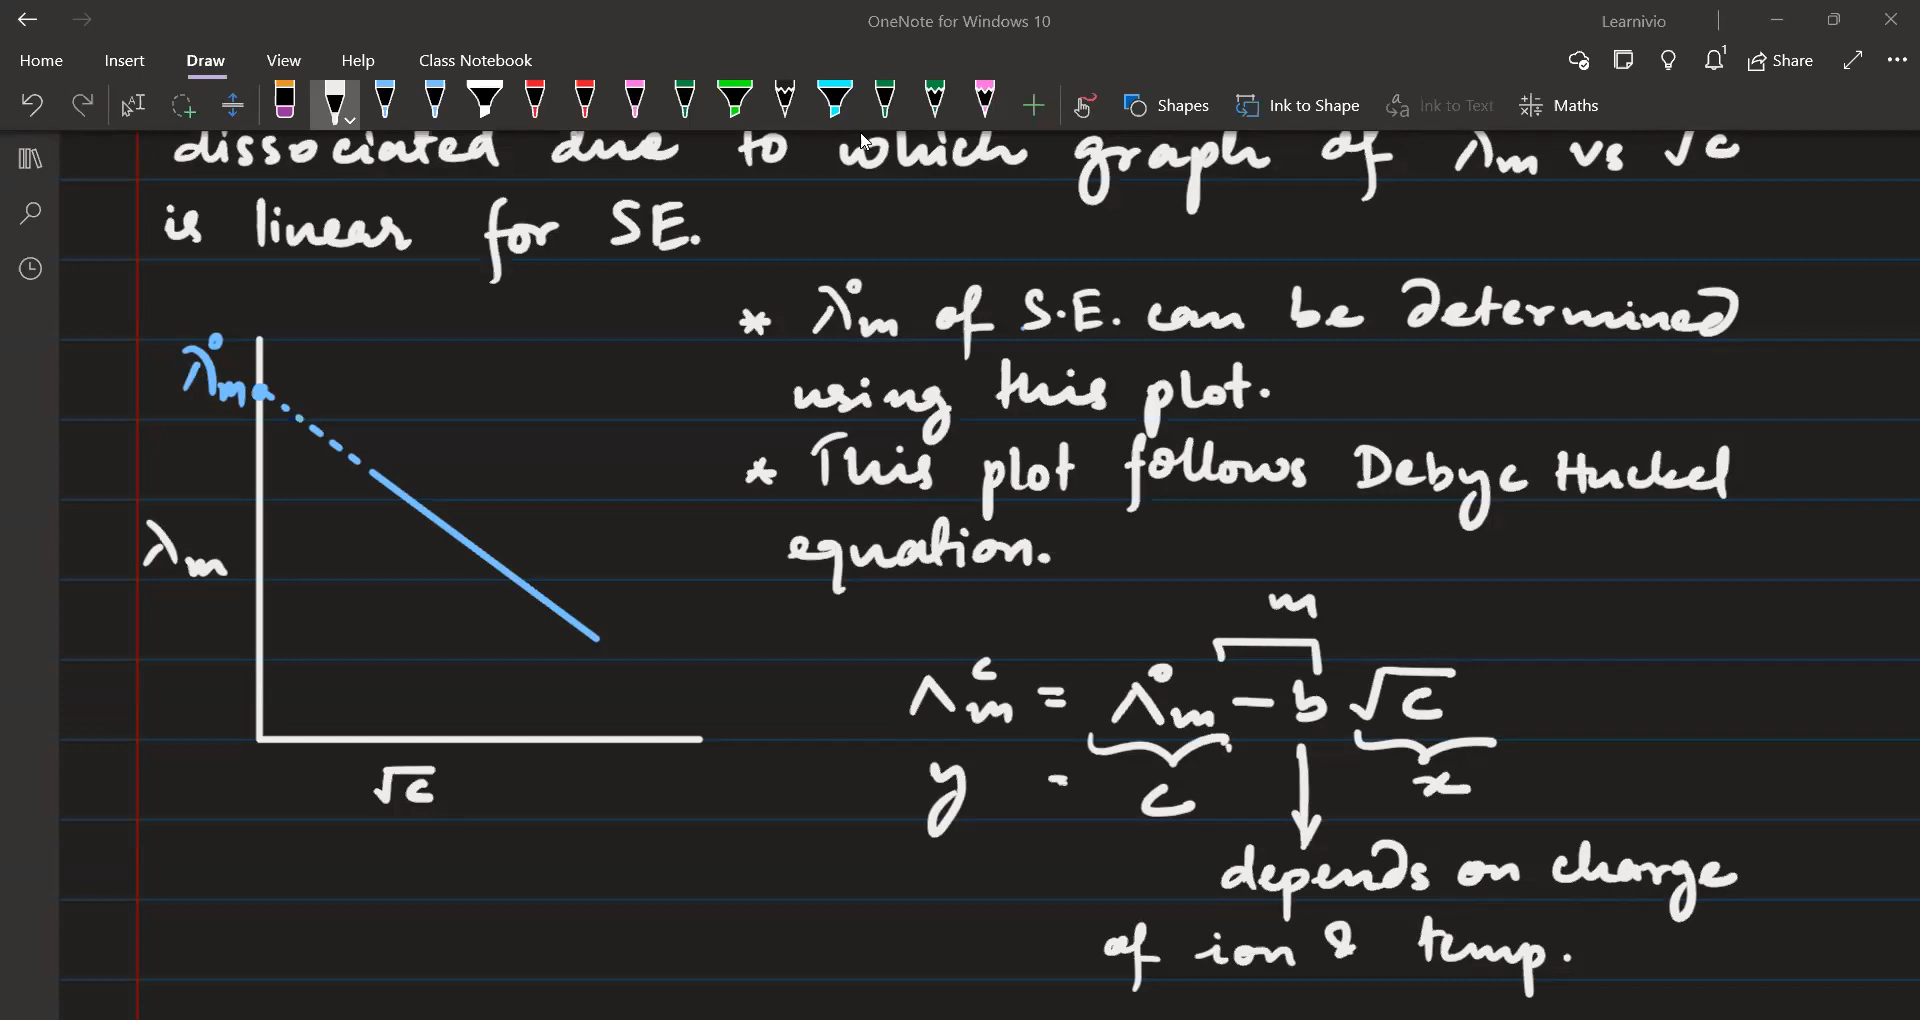 OneNote for Windows 10
Learnivio
Home Insert Draw View Help Class Notebook
1
Share
Shapes Ink to Shape Ink to Text Maths
dissociated due to which graph of λm vs √c
is linear for SE.
* λ°m of S.E. can be determined
using this plot.
* This plot follows Debye Huckel
equation.
λ°m
λm
√c
m
Λm^c = Λ°m - b √c
y = c x
depends on charge
of ion & temp.